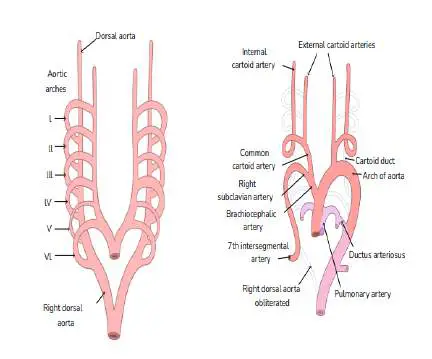 Dorsal aorta
Aortic
arches
I
II
III
IV
V
VI
Right dorsal
aorta
External cartoid arteries
Internal
cartoid artery
Common
cartoid artery
Right
subclavian artery
Brachiocephalic
artery
7th intersegmental
artery
Right dorsal aorta
obliterated
Cartoid duct
Arch of aorta
Ductus arteriosus
Pulmonary artery